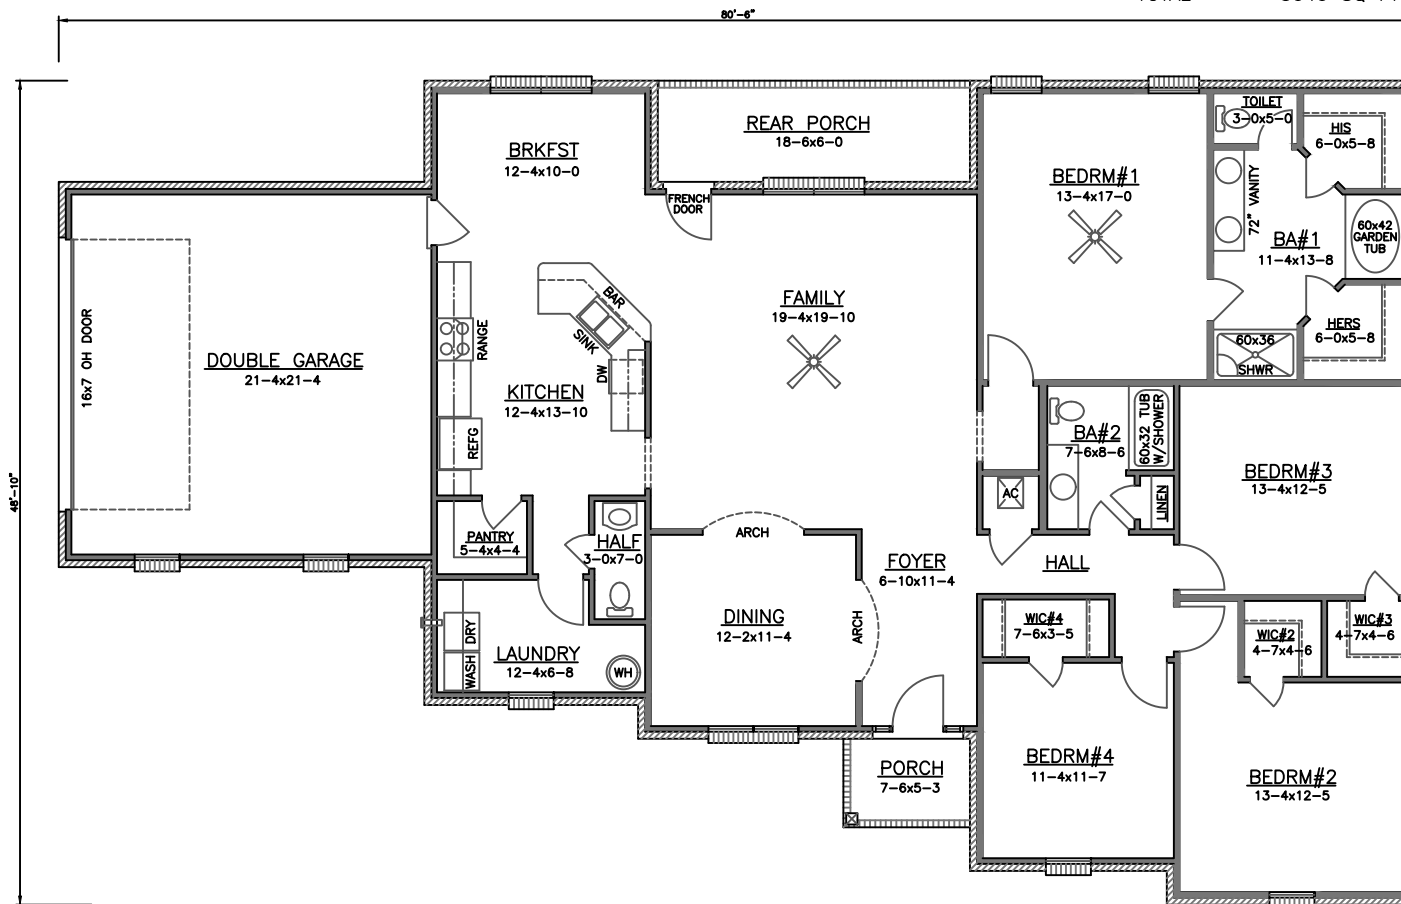 80'-6"
48'-10"
REAR PORCH
18-6x6-0
BRKFST
12-4x10-0
FRENCH
DOOR
BEDRM#1
13-4x17-0
TOILET
3-0x5-0
HIS
6-0x5-8
72" VANITY
BA#1
11-4x13-8
60x42
GARDEN
TUB
HERS
6-0x5-8
60x36
SHWR
FAMILY
19-4x19-10
BAR
SINK
DW
RANGE
KITCHEN
12-4x13-10
REFG
16x7 OH DOOR
DOUBLE GARAGE
21-4x21-4
BA#2
7-6x8-6
60x32 TUB
W/SHOWER
LINEN
AC
BEDRM#3
13-4x12-5
PANTRY
5-4x4-4
HALF
3-0x7-0
ARCH
FOYER
6-10x11-4
HALL
DINING
12-2x11-4
ARCH
WIC#4
7-6x3-5
WIC#2
4-7x4-6
WIC#3
4-7x4-6
DRY
WASH
LAUNDRY
12-4x6-8
WH
PORCH
7-6x5-3
BEDRM#4
11-4x11-7
BEDRM#2
13-4x12-5